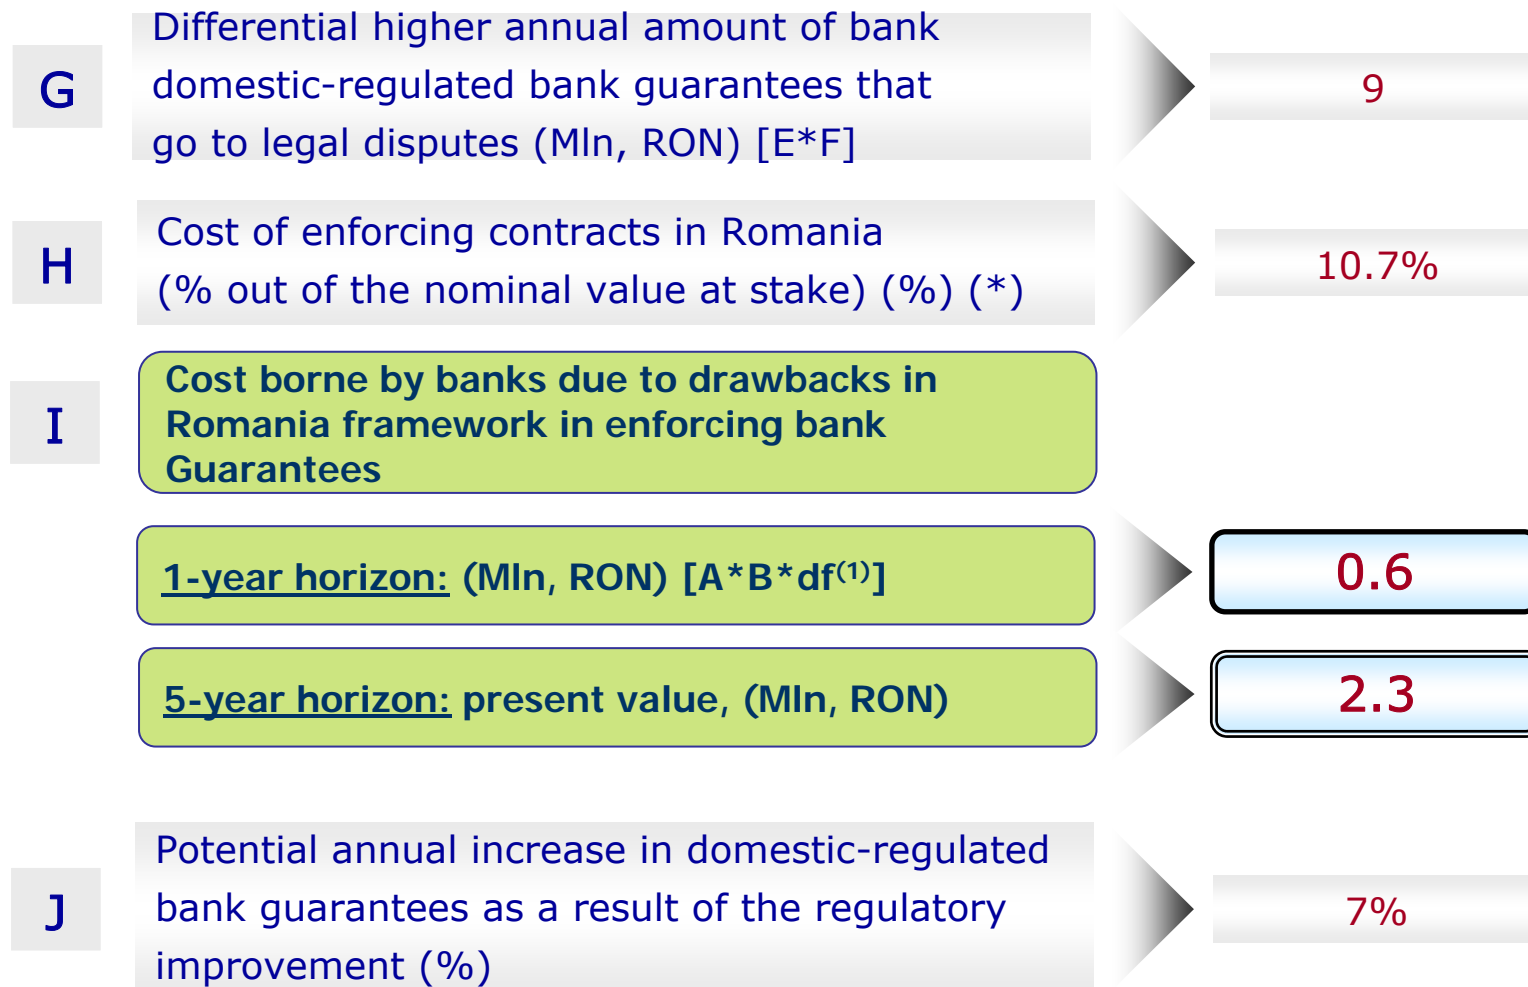 G
Differential higher annual amount of bank
domestic-regulated bank guarantees that
go to legal disputes (Mln, RON) [E*F]
9
H
Cost of enforcing contracts in Romania
(% out of the nominal value at stake) (%) (*)
10.7%
I
Cost borne by banks due to drawbacks in
Romania framework in enforcing bank
Guarantees
1-year horizon: (Mln, RON) [A*B*df(1)]
0.6
5-year horizon: present value, (Mln, RON)
2.3
J
Potential annual increase in domestic-regulated
bank guarantees as a result of the regulatory
improvement (%)
7%